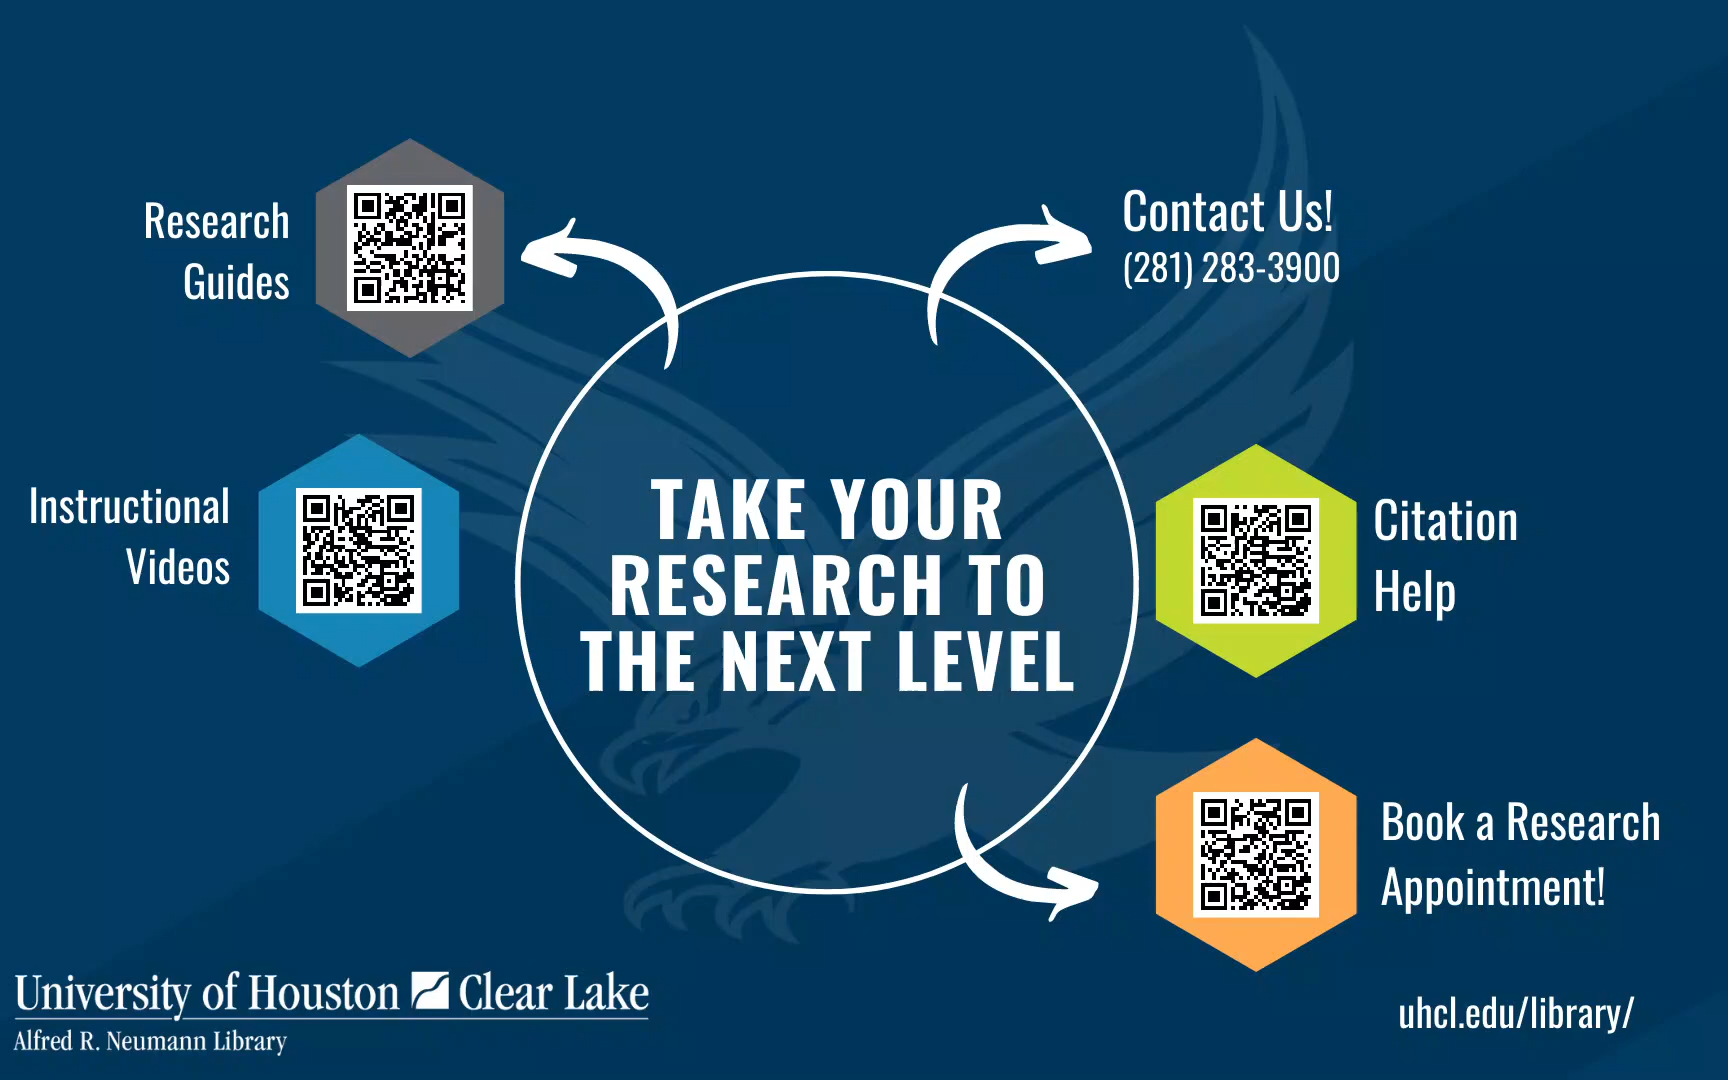 Research
Guides
Contact Us!
(281) 283-3900
Instructional
Videos
TAKE YOUR
RESEARCH TO
THE NEXT LEVEL
Citation
Help
Book a Research
Appointment!
University of Houston Clear Lake
Alfred R. Neumann Library
uhcl.edu/library/